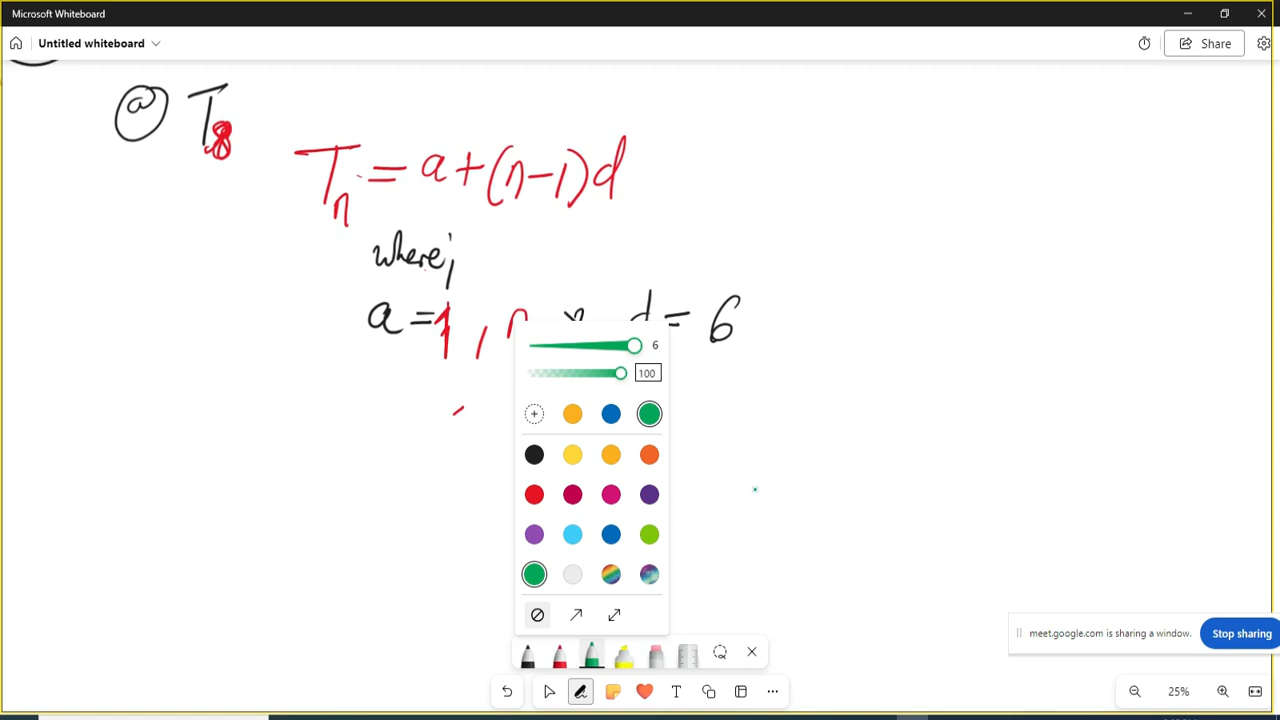 Microsoft Whiteboard
Untitled whiteboard
Share
ⓐ T8
Tn = a+(n-1)d
where;
a = 1, d = 6
6
100
T
meet.google.com is sharing a window.
Stop sharing
25%